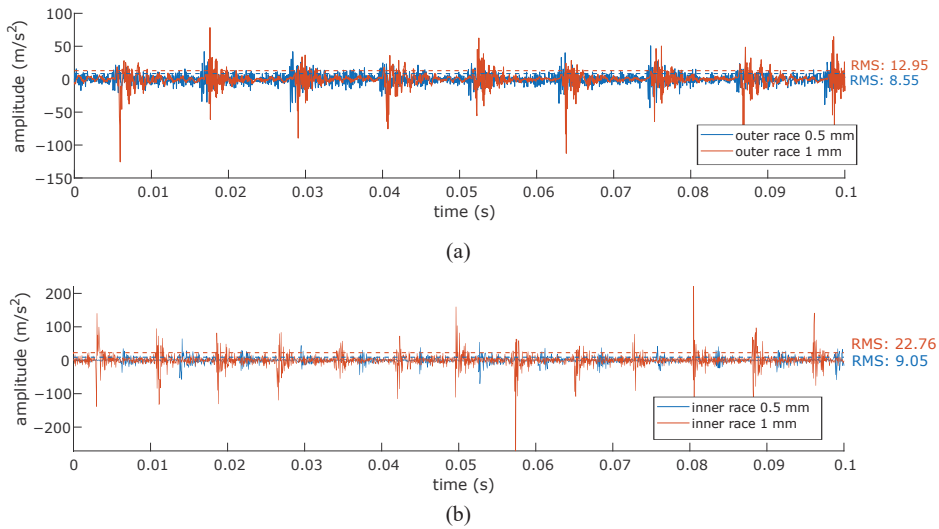 100
50
0
−50
−100
−150
amplitude (m/s²)
RMS: 12.95
RMS: 8.55
outer race 0.5 mm
outer race 1 mm
0 0.01 0.02 0.03 0.04 0.05 0.06 0.07 0.08 0.09 0.1
time (s)
(a)
200
100
0
−100
−200
amplitude (m/s²)
RMS: 22.76
RMS: 9.05
inner race 0.5 mm
inner race 1 mm
0 0.01 0.02 0.03 0.04 0.05 0.06 0.07 0.08 0.09 0.1
time (s)
(b)